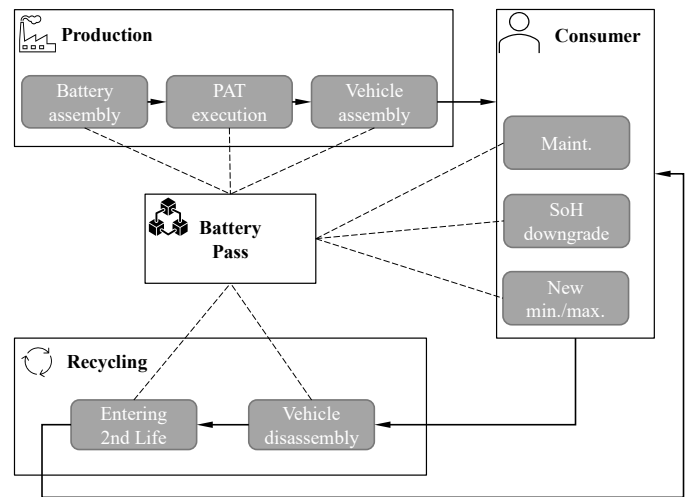 Production
Battery
assembly
PAT
execution
Vehicle
assembly
Consumer
Maint.
SoH
downgrade
New
min./max.
Battery
Pass
Recycling
Entering
2nd Life
Vehicle
disassembly